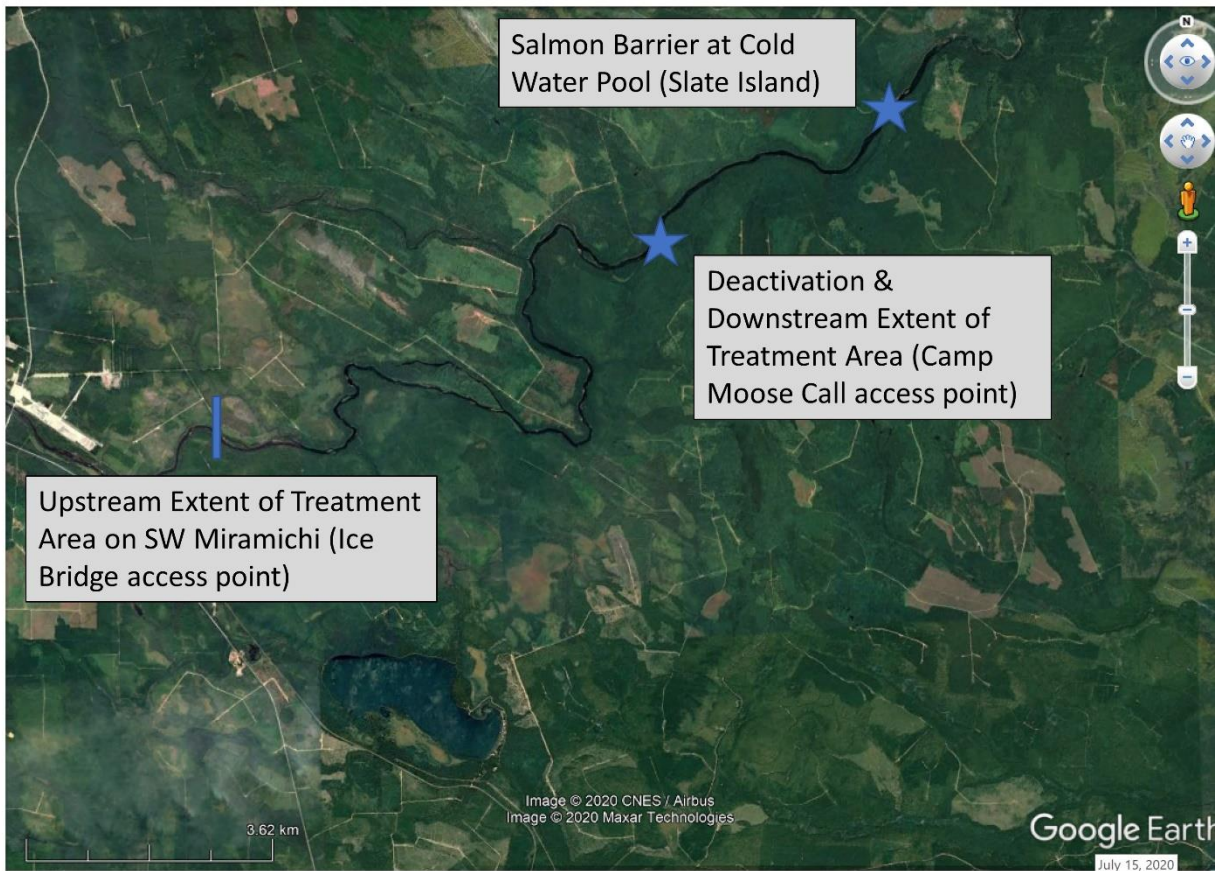 Salmon Barrier at Cold
Water Pool (Slate Island)
Deactivation &
Downstream Extent of
Treatment Area (Camp
Moose Call access point)
Upstream Extent of Treatment
Area on SW Miramichi (Ice
Bridge access point)
N
Image © 2020 CNES / Airbus
Image © 2020 Maxar Technologies
3.62 km
Google Earth
July 15, 2020